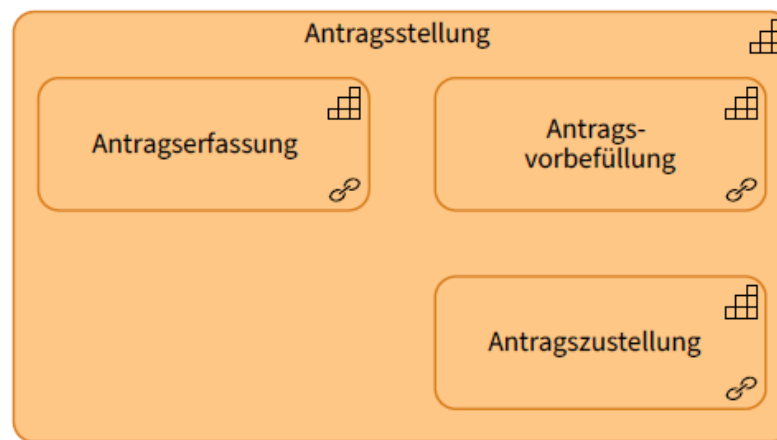 Antragsstellung
Antragserfassung
Antrags-
vorbefüllung
Antragszustellung